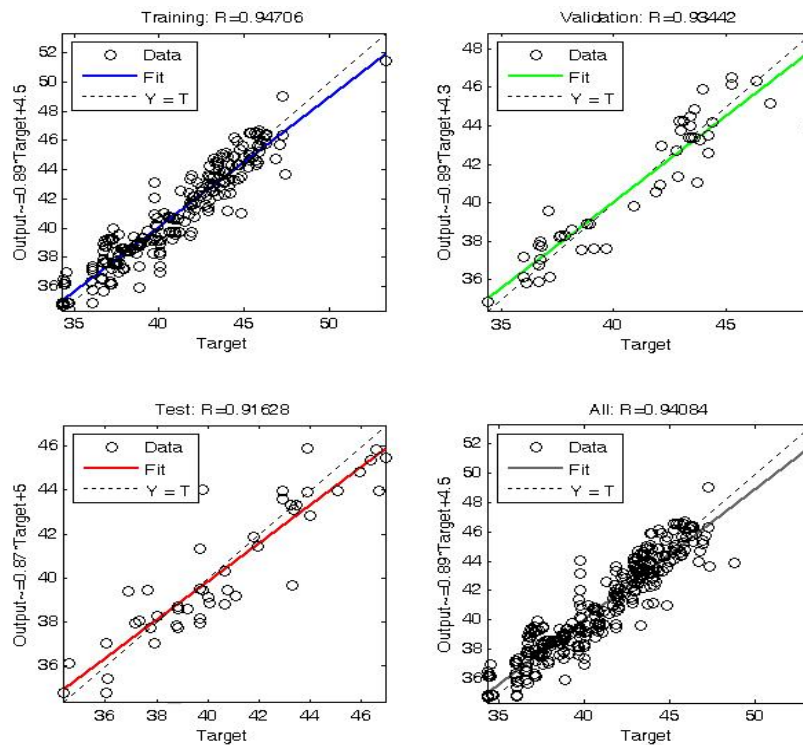 Training: R=0.94706
Output~=0.89*Target+4.5
52
50
48
46
44
42
40
38
36
Data
Fit
Y = T
35 40 45 50
Target
Validation: R=0.93442
Output~=0.89*Target+4.3
48
46
44
42
40
38
36
Data
Fit
Y = T
35 40 45
Target
Test: R=0.91628
Output~=0.87*Target+5
46
44
42
40
38
36
Data
Fit
Y = T
36 38 40 42 44 46
Target
All: R=0.94084
Output~=0.89*Target+4.5
52
50
48
46
44
42
40
38
36
Data
Fit
Y = T
35 40 45 50
Target